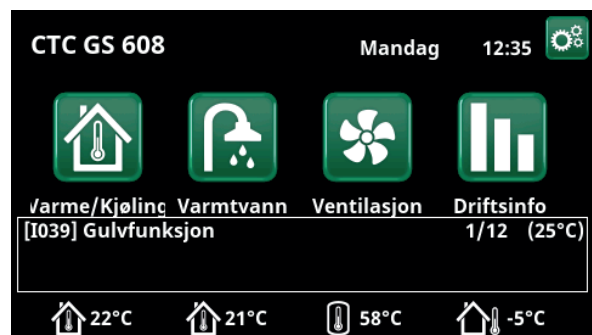 CTC GS 608 Mandag 12:35
Varme/Kjøling Varmtvann Ventilasjon Driftsinfo
[I039] Gulvfunksjon 1/12 (25°C)
22°C 21°C 58°C -5°C